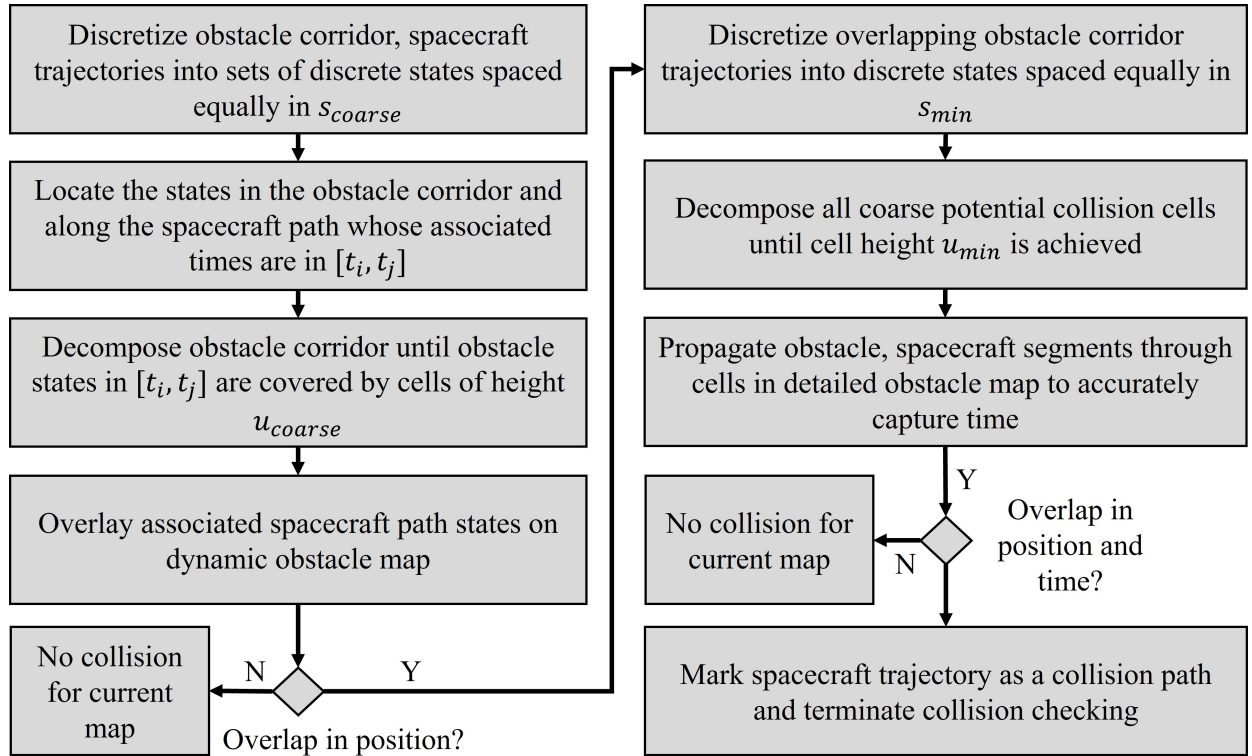 Discretize obstacle corridor, spacecraft
trajectories into sets of discrete states spaced
equally in s_coarse
Locate the states in the obstacle corridor and
along the spacecraft path whose associated
times are in [t_i, t_j]
Decompose obstacle corridor until obstacle
states in [t_i, t_j] are covered by cells of height
u_coarse
Overlay associated spacecraft path states on
dynamic obstacle map
No collision
for current
map
N
Y
Overlap in position?
Discretize overlapping obstacle corridor
trajectories into discrete states spaced equally in
s_min
Decompose all coarse potential collision cells
until cell height u_min is achieved
Propagate obstacle, spacecraft segments through
cells in detailed obstacle map to accurately
capture time
Y
No collision for
current map
N
Overlap in
position and
time?
Mark spacecraft trajectory as a collision path
and terminate collision checking